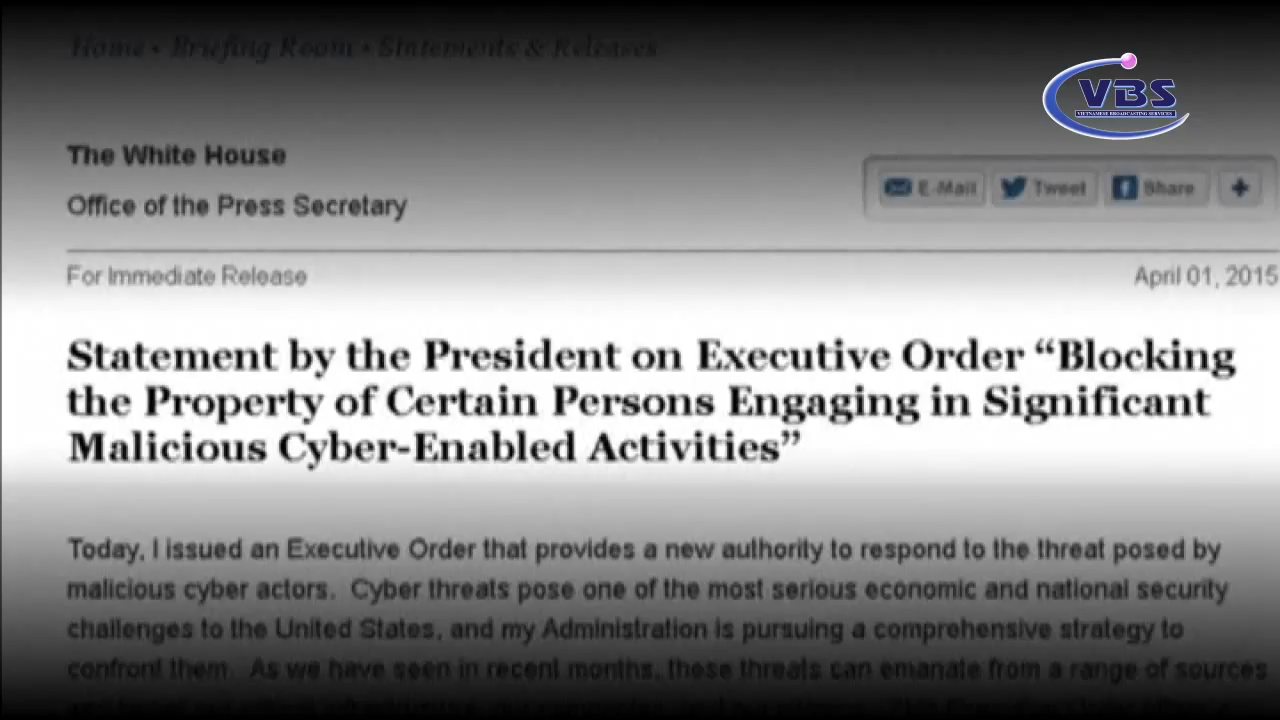 Home • Briefing Room • Statements & Releases
VBS
VIETNAMESE BROADCASTING SERVICES
The White House
E-Mail Tweet Share +
Office of the Press Secretary
For Immediate Release April 01, 2015
Statement by the President on Executive Order “Blocking
the Property of Certain Persons Engaging in Significant
Malicious Cyber-Enabled Activities”
Today, I issued an Executive Order that provides a new authority to respond to the threat posed by
malicious cyber actors.  Cyber threats pose one of the most serious economic and national security
challenges to the United States, and my Administration is pursuing a comprehensive strategy to
confront them.  As we have seen in recent months, these threats can emanate from a range of sources